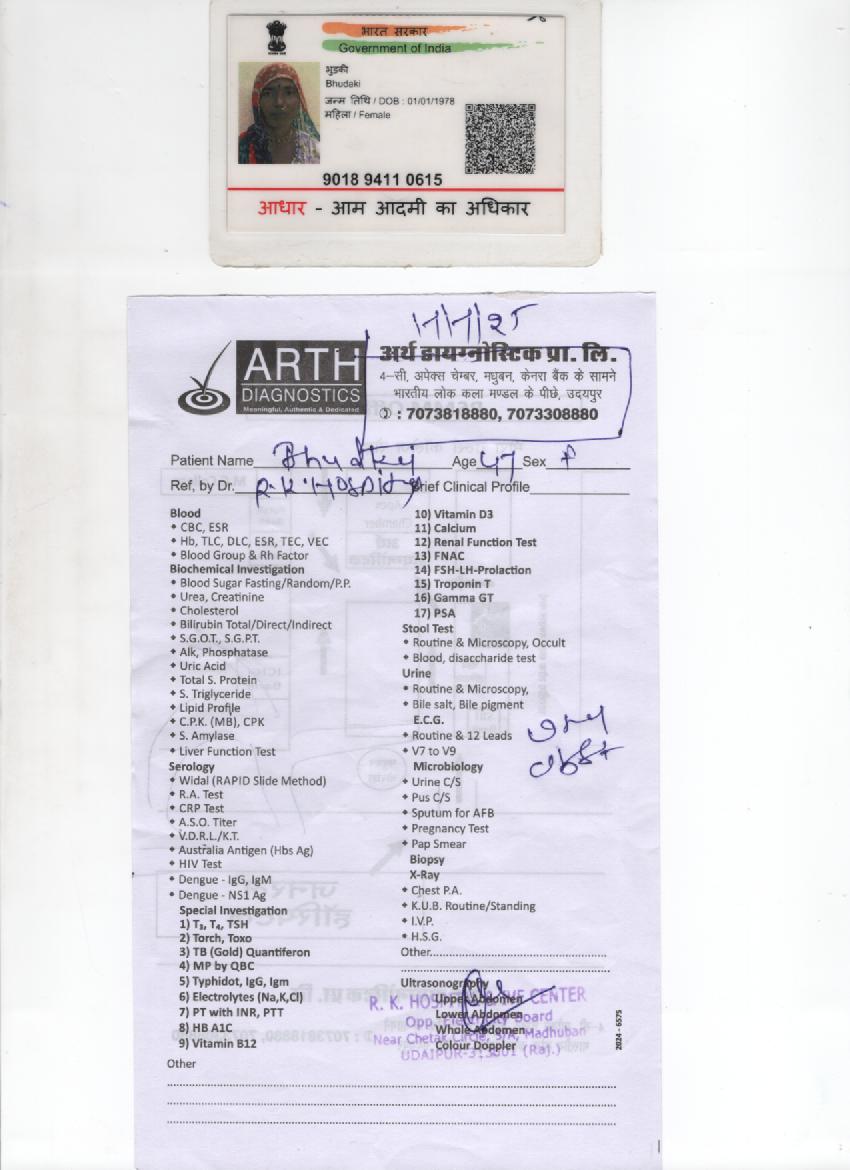 भारत सरकार
Government of India
भुडकी
Bhudaki
जन्म तिथि / DOB : 01/01/1978
महिला / Female
9018 9411 0615
आधार - आम आदमी का अधिकार
ARTH
DIAGNOSTICS
Meaningful, Authentic & Dedicated
अर्थ डायग्नोस्टिक प्रा. लि.
4-सी, अपेक्स चेम्बर, मधुबन, केनरा बैंक के सामने
भारतीय लोक कला मण्डल के पीछे, उदयपुर
✆ : 7073818880, 7073308880
Patient Name Bhudkij Age 47 Sex F
Ref, by Dr. R.K. HOSPITAL Brief Clinical Profile
Blood
CBC, ESR
Hb, TLC, DLC, ESR, TEC, VEC
Blood Group & Rh Factor
Biochemical Investigation
Blood Sugar Fasting/Random/P.P.
Urea, Creatinine
Cholesterol
Bilirubin Total/Direct/Indirect
S.G.O.T., S.G.P.T.
Alk, Phosphatase
Uric Acid
Total S. Protein
S. Triglyceride
Lipid Profile
C.P.K. (MB), CPK
S. Amylase
Liver Function Test
Serology
Widal (RAPID Slide Method)
R.A. Test
CRP Test
A.S.O. Titer
V.D.R.L./K.T.
Australia Antigen (Hbs Ag)
HIV Test
Dengue - IgG, IgM
Dengue - NS1 Ag
Special Investigation
1) T₃, T₄, TSH
2) Torch, Toxo
3) TB (Gold) Quantiferon
4) MP by QBC
5) Typhidot, IgG, Igm
6) Electrolytes (Na,K,Cl)
7) PT with INR, PTT
8) HB A1C
9) Vitamin B12
10) Vitamin D3
11) Calcium
12) Renal Function Test
13) FNAC
14) FSH-LH-Prolaction
15) Troponin T
16) Gamma GT
17) PSA
Stool Test
Routine & Microscopy, Occult
Blood, disaccharide test
Urine
Routine & Microscopy,
Bile salt, Bile pigment
E.C.G.
Routine & 12 Leads
V7 to V9
Microbiology
Urine C/S
Pus C/S
Sputum for AFB
Pregnancy Test
Pap Smear
Biopsy
X-Ray
Chest P.A.
K.U.B. Routine/Standing
I.V.P.
H.S.G.
Other
Ultrasonography
Upper Abdomen
Lower Abdomen
Whole Abdomen
Colour Doppler
R. K. HOSPITAL & EYE CENTER
Opp. Electricity Board
Near Chetak Circle, 5/A, Madhuban
UDAIPUR-313001 (Raj.)
2024 - 6575
Other